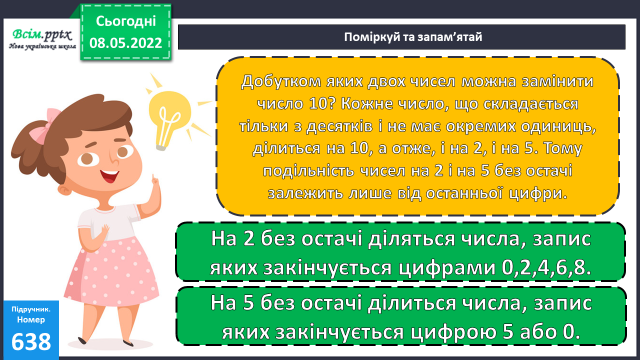 Всім.pptx
Нова українська школа
Сьогодні
08.05.2022
Поміркуй та запам’ятай
Добутком яких двох чисел можна замінити
число 10? Кожне число, що складається
тільки з десятків і не має окремих одиниць,
ділиться на 10, а отже, і на 2, і на 5. Тому
подільність чисел на 2 і на 5 без остачі
залежить лише від останньої цифри.
На 2 без остачі діляться числа, запис
яких закінчується цифрами 0,2,4,6,8.
На 5 без остачі ділиться числа, запис
яких закінчується цифрою 5 або 0.
Підручник.
Номер
638